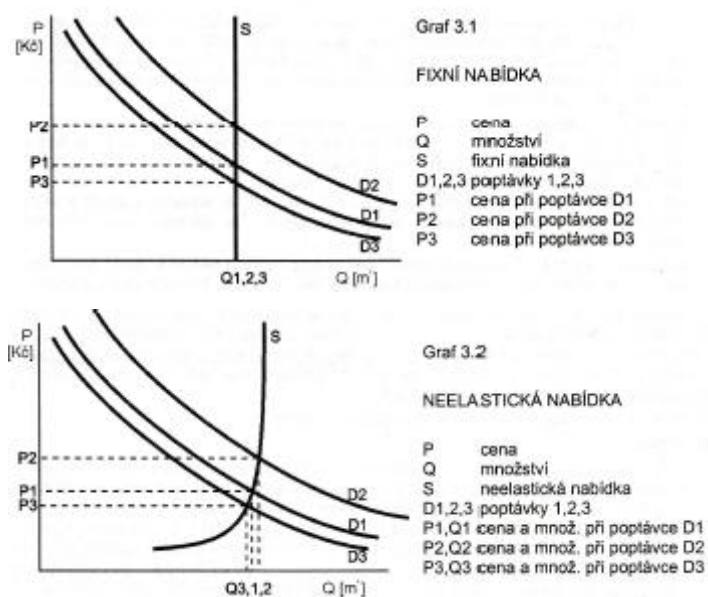 P
[Kč]
S
P2
P1
P3
D2
D1
D3
Q1,2,3
Q [m²]
Graf 3.1
FIXNÍ NABÍDKA
P cena
Q množství
S fixní nabídka
D1,2,3 poptávky 1,2,3
P1 cena při poptávce D1
P2 cena při poptávce D2
P3 cena při poptávce D3
P
[Kč]
S
P2
P1
P3
D2
D1
D3
Q3,1,2
Q [m²]
Graf 3.2
NEELASTICKÁ NABÍDKA
P cena
Q množství
S neelastická nabídka
D1,2,3 poptávky 1,2,3
P1,Q1 cena a množ. při poptávce D1
P2,Q2 cena a množ. při poptávce D2
P3,Q3 cena a množ. při poptávce D3